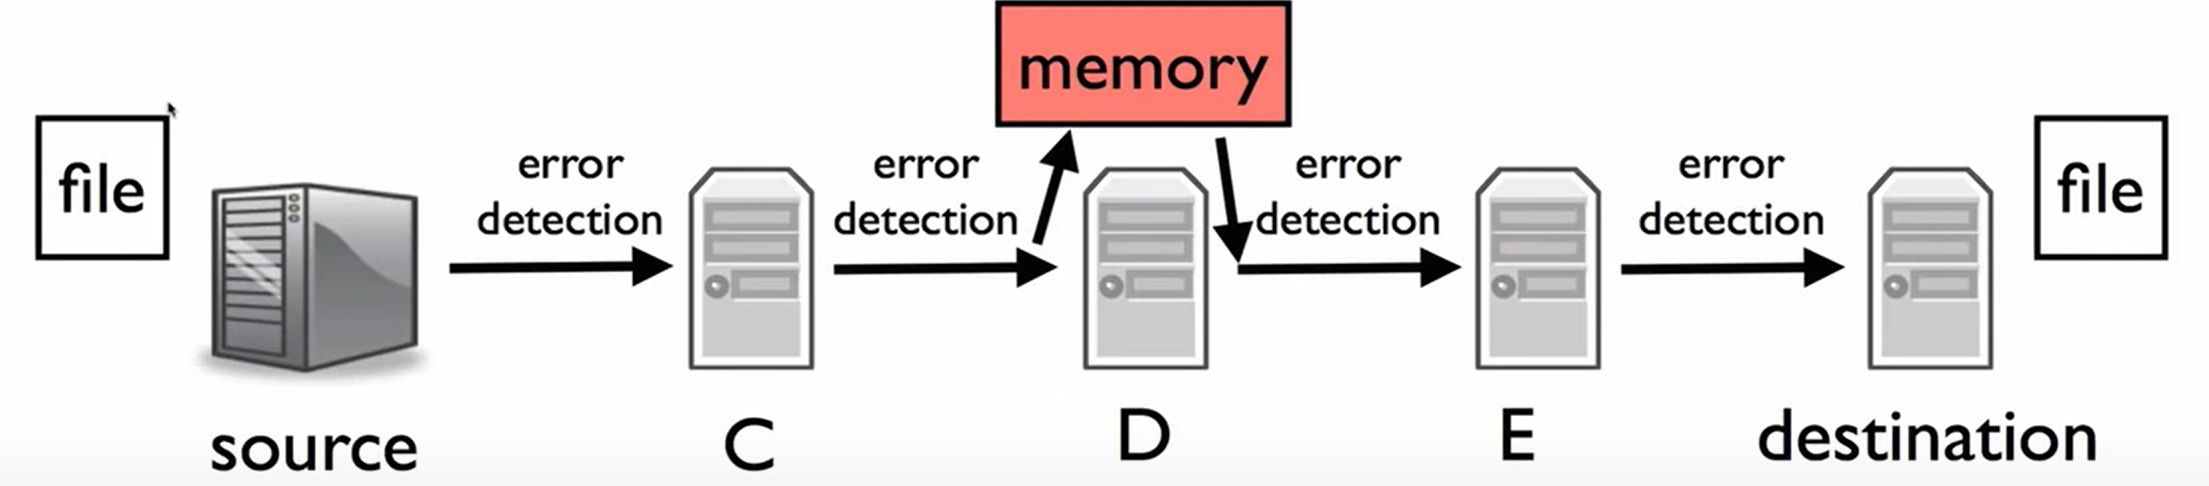 memory
file
error
detection
error
detection
error
detection
error
detection
file
source
C
D
E
destination